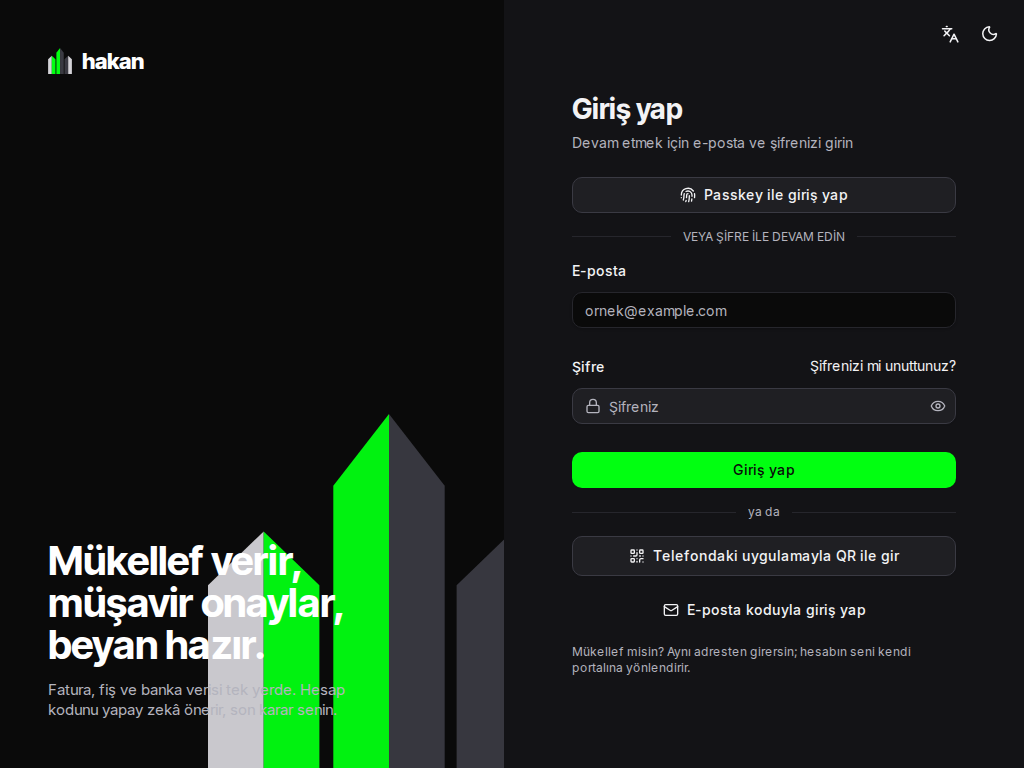 hakan
Mükellef verir,
müşavir onaylar,
beyan hazır.
Fatura, fiş ve banka verisi tek yerde. Hesap
kodunu yapay zekâ önerir; son karar senin.
Giriş yap
Devam etmek için e-posta ve şifrenizi girin
Passkey ile giriş yap
VEYA ŞİFRE İLE DEVAM EDİN
E-posta
ornek@example.com
Şifre
Şifrenizi mi unuttunuz?
Şifreniz
Giriş yap
ya da
Telefondaki uygulamayla QR ile gir
E-posta koduyla giriş yap
Mükellef misin? Aynı adresten girersin; hesabın seni kendi
portalına yönlendirir.